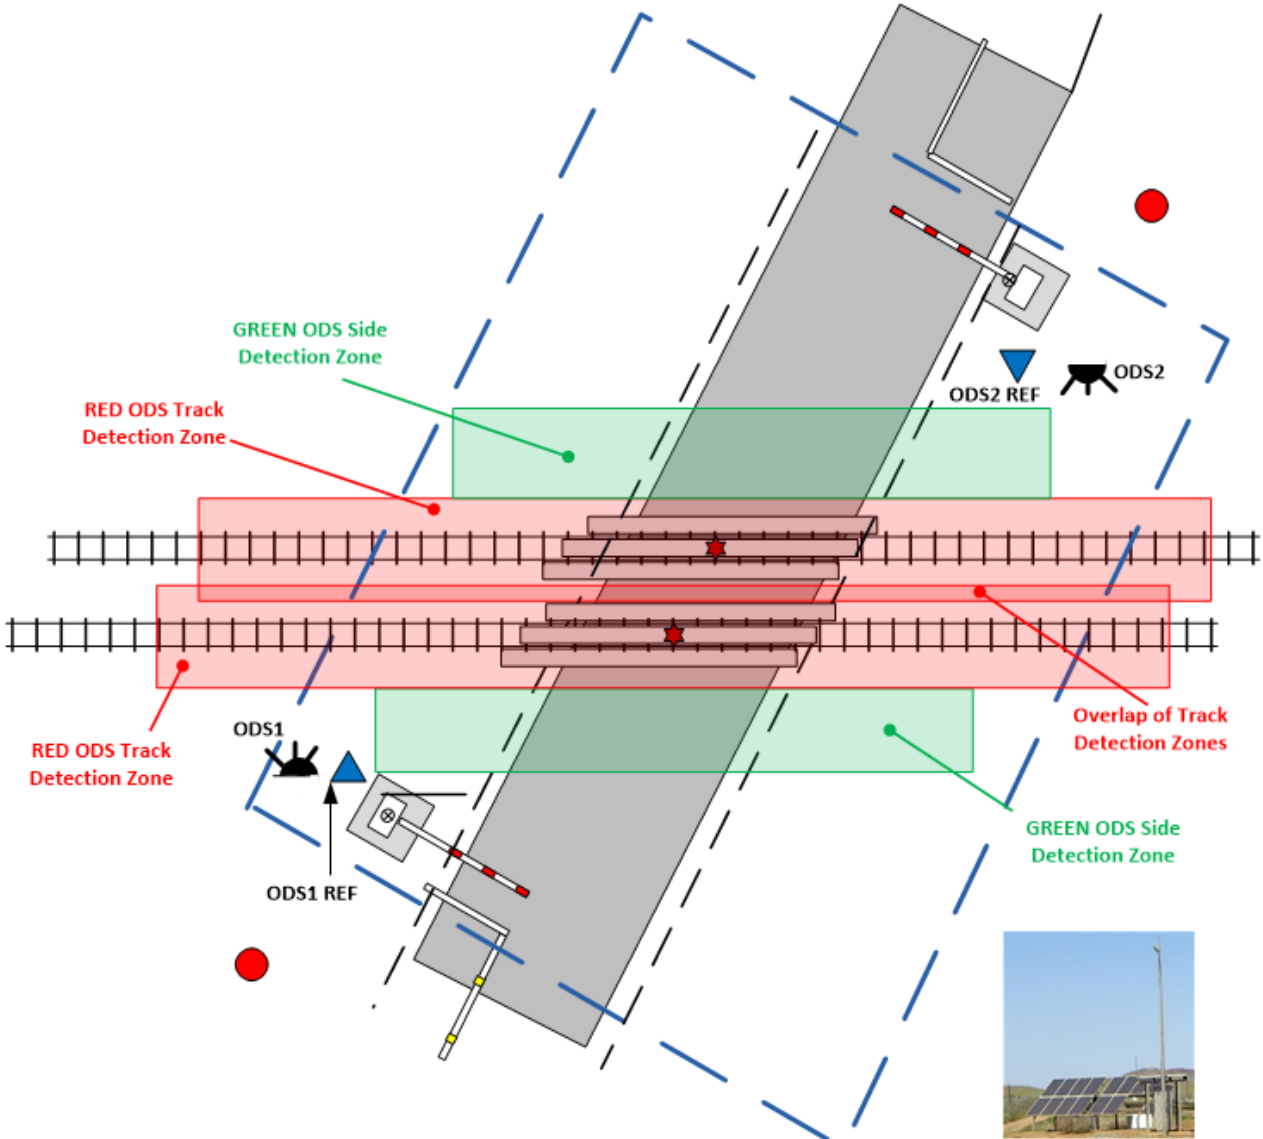 GREEN ODS Side
Detection Zone
ODS2
ODS2 REF
RED ODS Track
Detection Zone
ODS1
RED ODS Track
Detection Zone
Overlap of Track
Detection Zones
GREEN ODS Side
Detection Zone
ODS1 REF